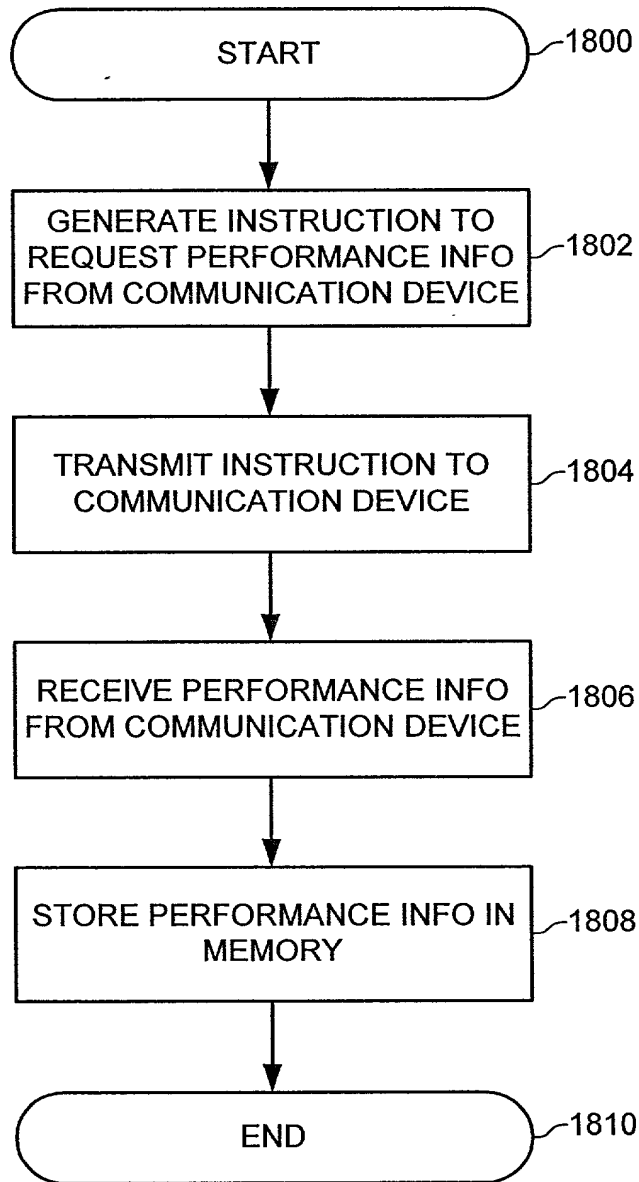 START
1800
GENERATE INSTRUCTION TO
REQUEST PERFORMANCE INFO
FROM COMMUNICATION DEVICE
1802
TRANSMIT INSTRUCTION TO
COMMUNICATION DEVICE
1804
RECEIVE PERFORMANCE INFO
FROM COMMUNICATION DEVICE
1806
STORE PERFORMANCE INFO IN
MEMORY
1808
END
1810